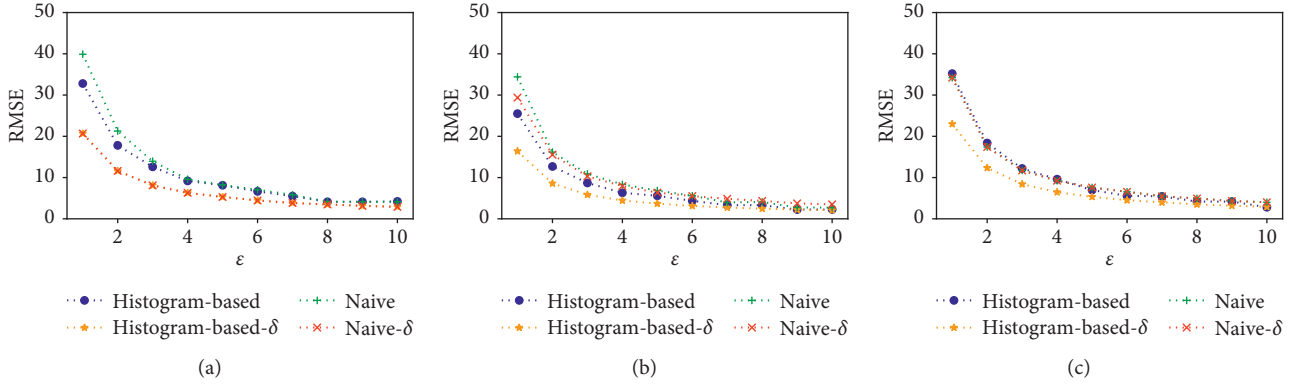 50
40
30
20
10
0
RMSE
2 4 6 8 10
ε
Histogram-based
Histogram-based-δ
Naive
Naive-δ
(a)
50
40
30
20
10
0
RMSE
2 4 6 8 10
ε
Histogram-based
Histogram-based-δ
Naive
Naive-δ
(b)
50
40
30
20
10
0
RMSE
2 4 6 8 10
ε
Histogram-based
Histogram-based-δ
Naive
Naive-δ
(c)